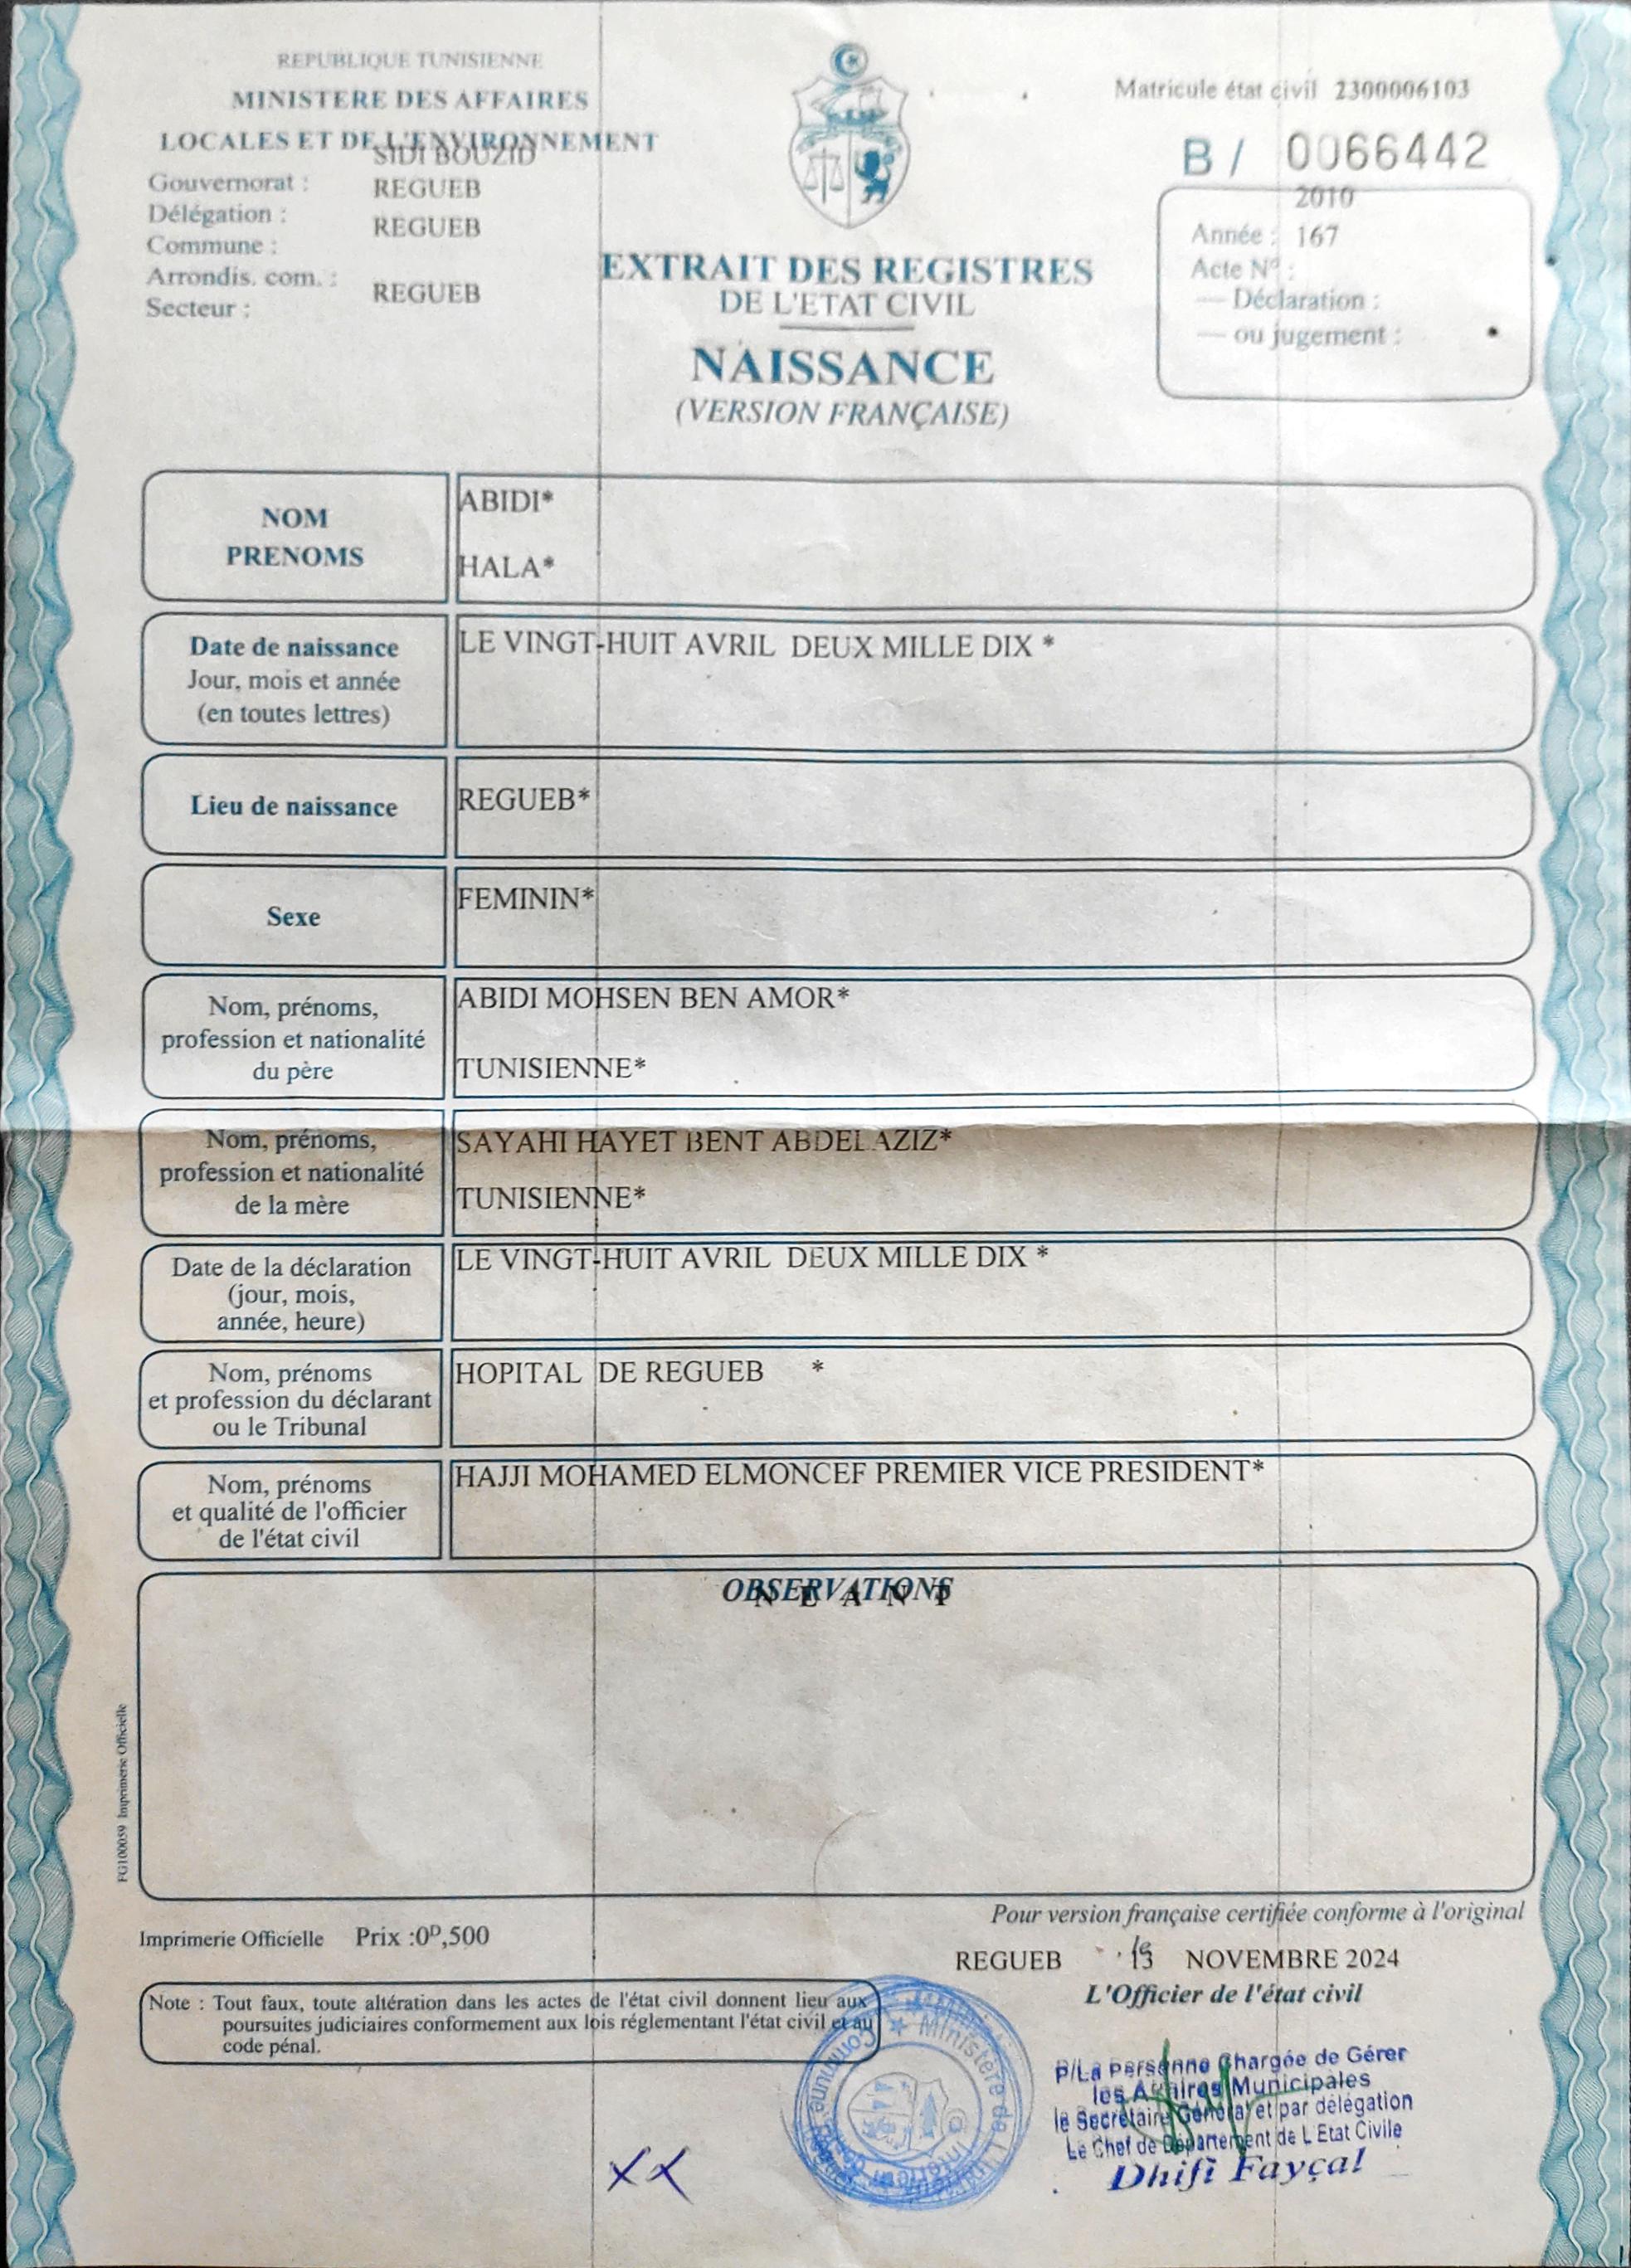 REPUBLIQUE TUNISIENNE
MINISTERE DES AFFAIRES
LOCALES ET DE L'ENVIRONNEMENT
SIDI BOUZID
Gouvernorat :
REGUEB
Délégation :
REGUEB
Commune :
Arrondis. com. :
REGUEB
Secteur :
Matricule état civil 2300006103
B / 0066442
2010
Année : 167
Acte N° :
— Déclaration :
— ou jugement :
EXTRAIT DES REGISTRES
DE L'ETAT CIVIL
NAISSANCE
(VERSION FRANÇAISE)
NOM
PRENOMS
ABIDI*
HALA*
Date de naissance
Jour, mois et année
(en toutes lettres)
LE VINGT-HUIT AVRIL DEUX MILLE DIX *
Lieu de naissance
REGUEB*
Sexe
FEMININ*
Nom, prénoms,
profession et nationalité
du père
ABIDI MOHSEN BEN AMOR*
TUNISIENNE*
Nom, prénoms,
profession et nationalité
de la mère
SAYAHI HAYET BENT ABDELAZIZ*
TUNISIENNE*
Date de la déclaration
(jour, mois,
année, heure)
LE VINGT-HUIT AVRIL DEUX MILLE DIX *
Nom, prénoms
et profession du déclarant
ou le Tribunal
HOPITAL DE REGUEB *
Nom, prénoms
et qualité de l'officier
de l'état civil
HAJJI MOHAMED ELMONCEF PREMIER VICE PRESIDENT*
OBSERVATIONS
N E A N T
FG100059 Imprimerie Officielle
Pour version française certifiée conforme à l'original
Imprimerie Officielle Prix :0D,500
REGUEB le 13 NOVEMBRE 2024
L'Officier de l'état civil
Note : Tout faux, toute altération dans les actes de l'état civil donnent lieu aux
poursuites judiciaires conformement aux lois réglementant l'état civil et au
code pénal.
Ministère de L'Intérieur
Commune de
P/La Personne Chargée de Gérer
les Affaires Municipales
le Secrétaire Général et par délégation
Le Chef de Département de L Etat Civile
Dhifi Fayçal
XX